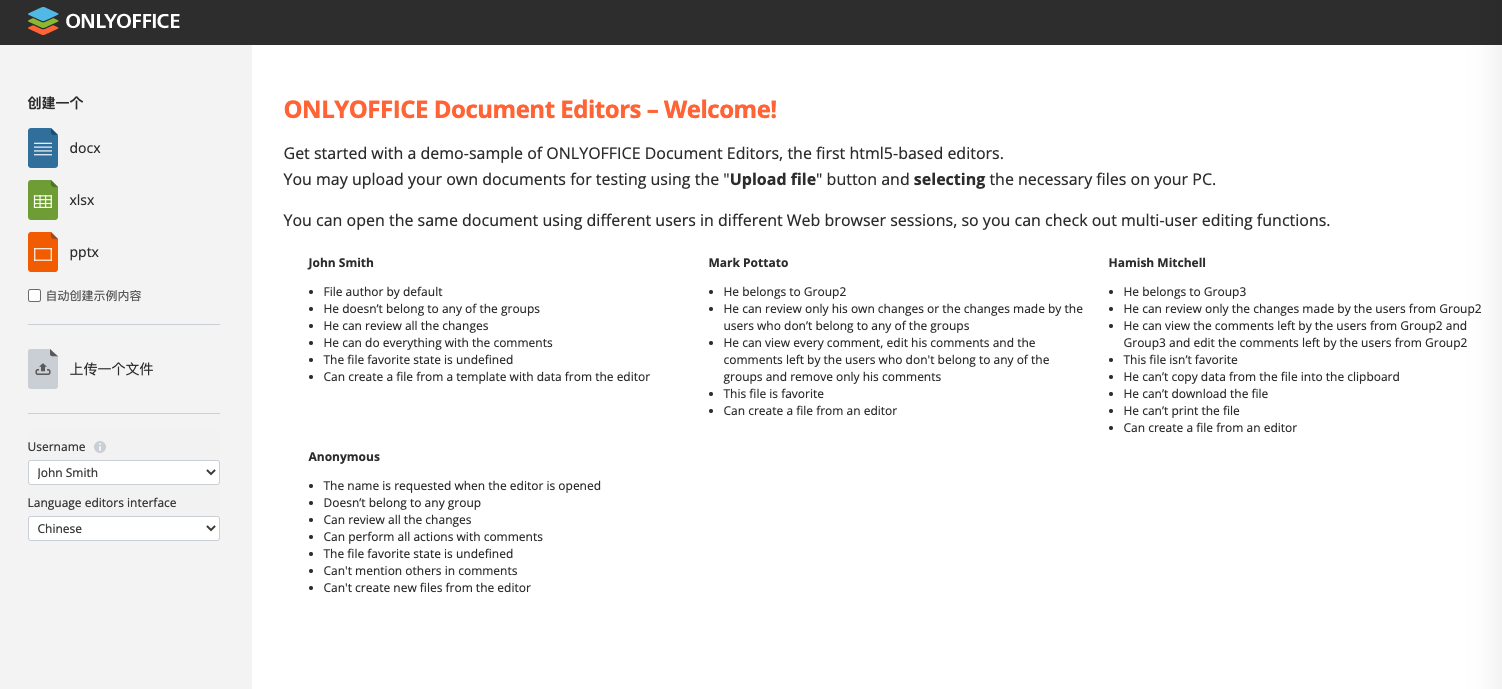 ONLYOFFICE
创建一个
docx
xlsx
pptx
自动创建示例内容
上传一个文件
Username
John Smith
Language editors interface
Chinese
ONLYOFFICE Document Editors – Welcome!
Get started with a demo-sample of ONLYOFFICE Document Editors, the first html5-based editors.
You may upload your own documents for testing using the "Upload file" button and selecting the necessary files on your PC.
You can open the same document using different users in different Web browser sessions, so you can check out multi-user editing functions.
John Smith
• File author by default
• He doesn’t belong to any of the groups
• He can review all the changes
• He can do everything with the comments
• The file favorite state is undefined
• Can create a file from a template with data from the editor
Mark Pottato
• He belongs to Group2
• He can review only his own changes or the changes made by the
users who don’t belong to any of the groups
• He can view every comment, edit his comments and the
comments left by the users who don't belong to any of the
groups and remove only his comments
• This file is favorite
• Can create a file from an editor
Hamish Mitchell
• He belongs to Group3
• He can review only the changes made by the users from Group2
• He can view the comments left by the users from Group2 and
Group3 and edit the comments left by the users from Group2
• This file isn’t favorite
• He can’t copy data from the file into the clipboard
• He can’t download the file
• He can’t print the file
• Can create a file from an editor
Anonymous
• The name is requested when the editor is opened
• Doesn’t belong to any group
• Can review all the changes
• Can perform all actions with comments
• The file favorite state is undefined
• Can't mention others in comments
• Can't create new files from the editor